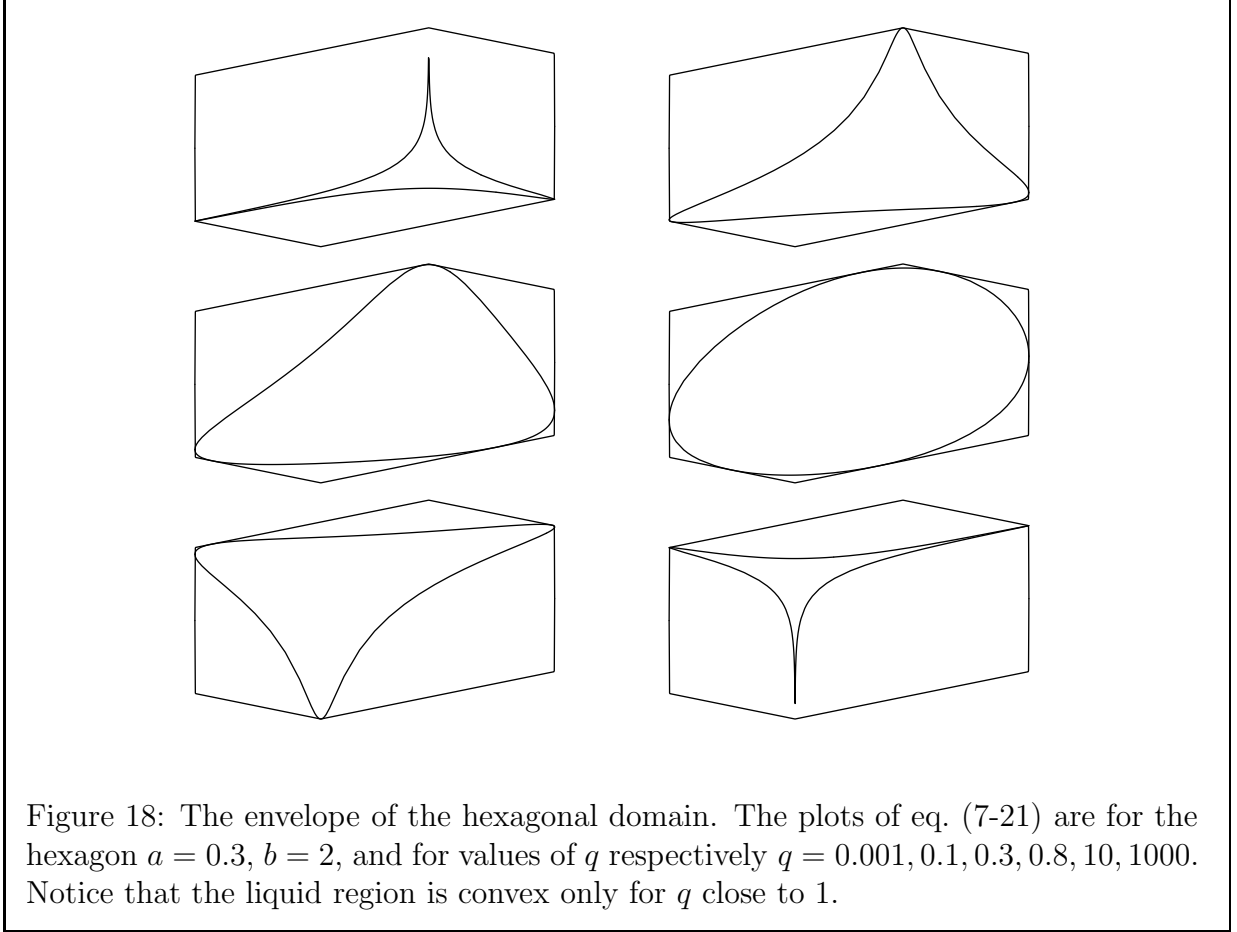 Figure 18: The envelope of the hexagonal domain. The plots of eq. (7-21) are for the
hexagon a = 0.3, b = 2, and for values of q respectively q = 0.001, 0.1, 0.3, 0.8, 10, 1000.
Notice that the liquid region is convex only for q close to 1.